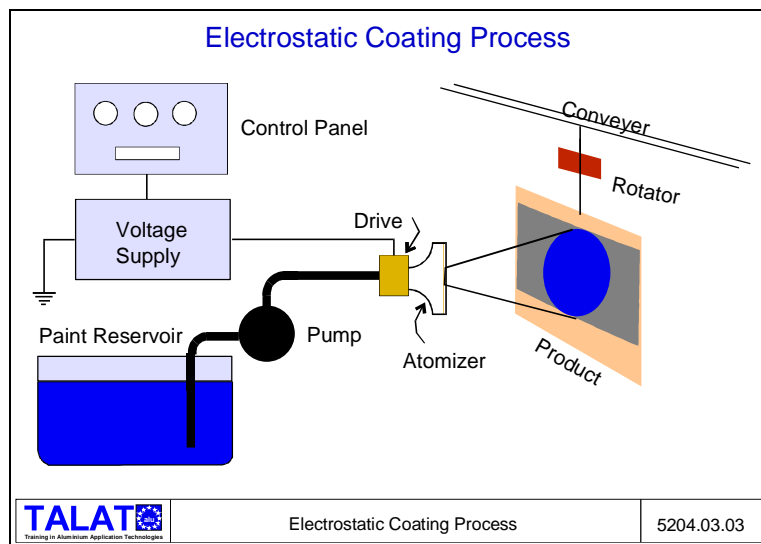 Electrostatic Coating Process
Control Panel
Conveyer
Rotator
Voltage
Supply
Drive
Paint Reservoir
Pump
Atomizer
Product
TALAT
alu
Training in Aluminium Application Technologies
Electrostatic Coating Process
5204.03.03